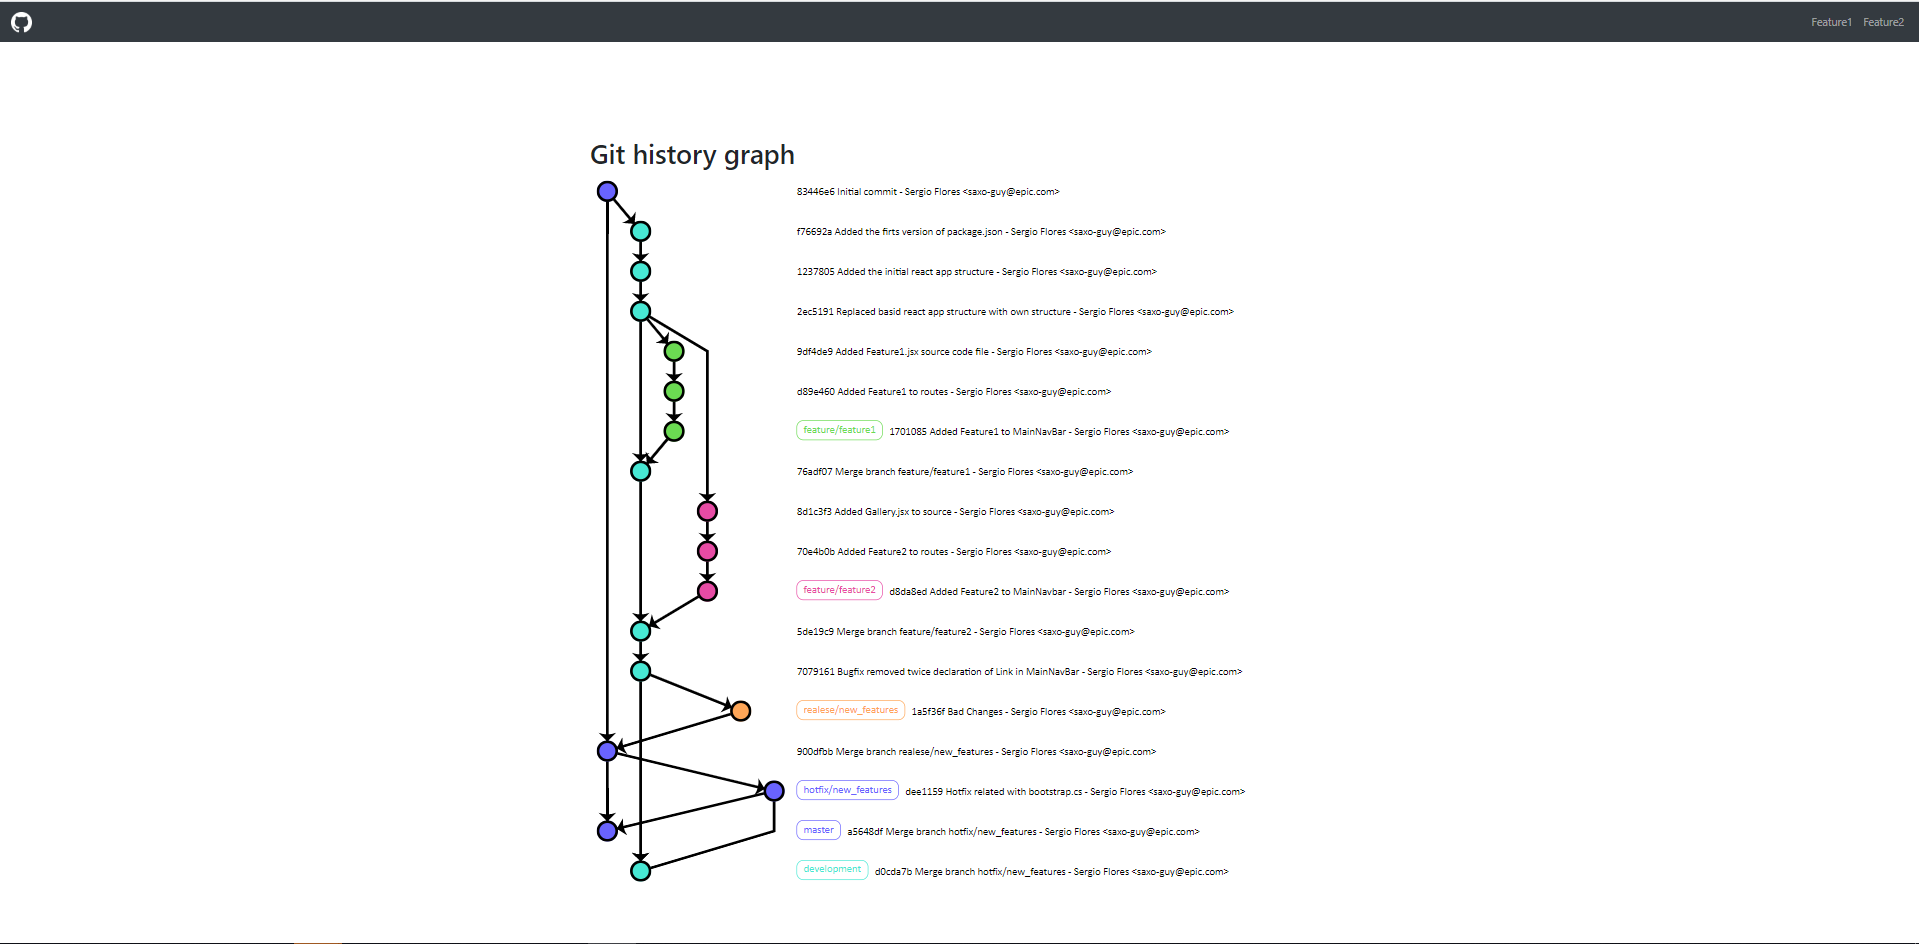 Feature1 Feature2
Git history graph
83446e6 Initial commit - Sergio Flores <saxo-guy@epic.com>
f76692a Added the firts version of package.json - Sergio Flores <saxo-guy@epic.com>
1237805 Added the initial react app structure - Sergio Flores <saxo-guy@epic.com>
2ec5191 Replaced basid react app structure with own structure - Sergio Flores <saxo-guy@epic.com>
9df4de9 Added Feature1.jsx source code file - Sergio Flores <saxo-guy@epic.com>
d89e460 Added Feature1 to routes - Sergio Flores <saxo-guy@epic.com>
feature/feature1 1701085 Added Feature1 to MainNavBar - Sergio Flores <saxo-guy@epic.com>
76adf07 Merge branch feature/feature1 - Sergio Flores <saxo-guy@epic.com>
8d1c3f3 Added Gallery.jsx to source - Sergio Flores <saxo-guy@epic.com>
70e4b0b Added Feature2 to routes - Sergio Flores <saxo-guy@epic.com>
feature/feature2 d8da8ed Added Feature2 to MainNavbar - Sergio Flores <saxo-guy@epic.com>
5de19c9 Merge branch feature/feature2 - Sergio Flores <saxo-guy@epic.com>
7079161 Bugfix removed twice declaration of Link in MainNavBar - Sergio Flores <saxo-guy@epic.com>
realese/new_features 1a5f36f Bad Changes - Sergio Flores <saxo-guy@epic.com>
900dfbb Merge branch realese/new_features - Sergio Flores <saxo-guy@epic.com>
hotfix/new_features dee1159 Hotfix related with bootstrap.cs - Sergio Flores <saxo-guy@epic.com>
master a5648df Merge branch hotfix/new_features - Sergio Flores <saxo-guy@epic.com>
development d0cda7b Merge branch hotfix/new_features - Sergio Flores <saxo-guy@epic.com>